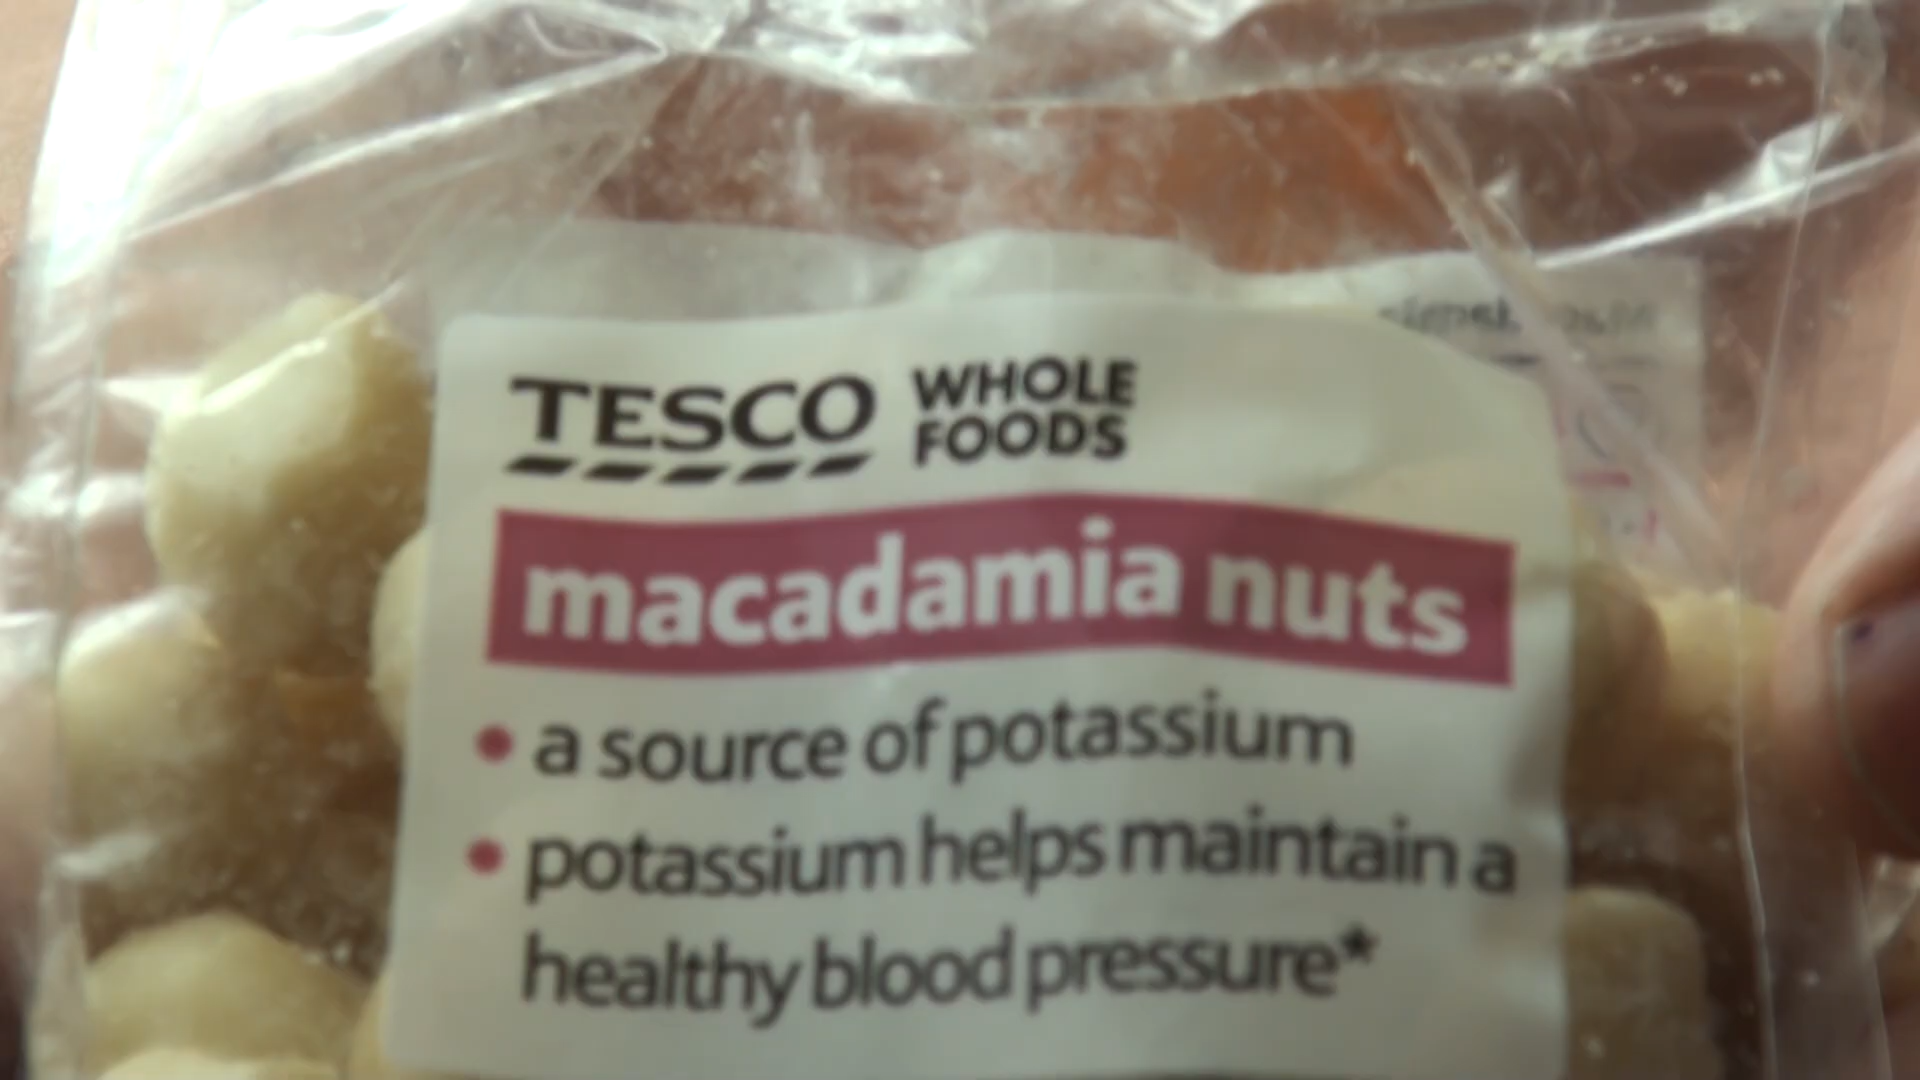 TESCO WHOLE FOODS
macadamia nuts
• a source of potassium
• potassium helps maintain a
healthy blood pressure*